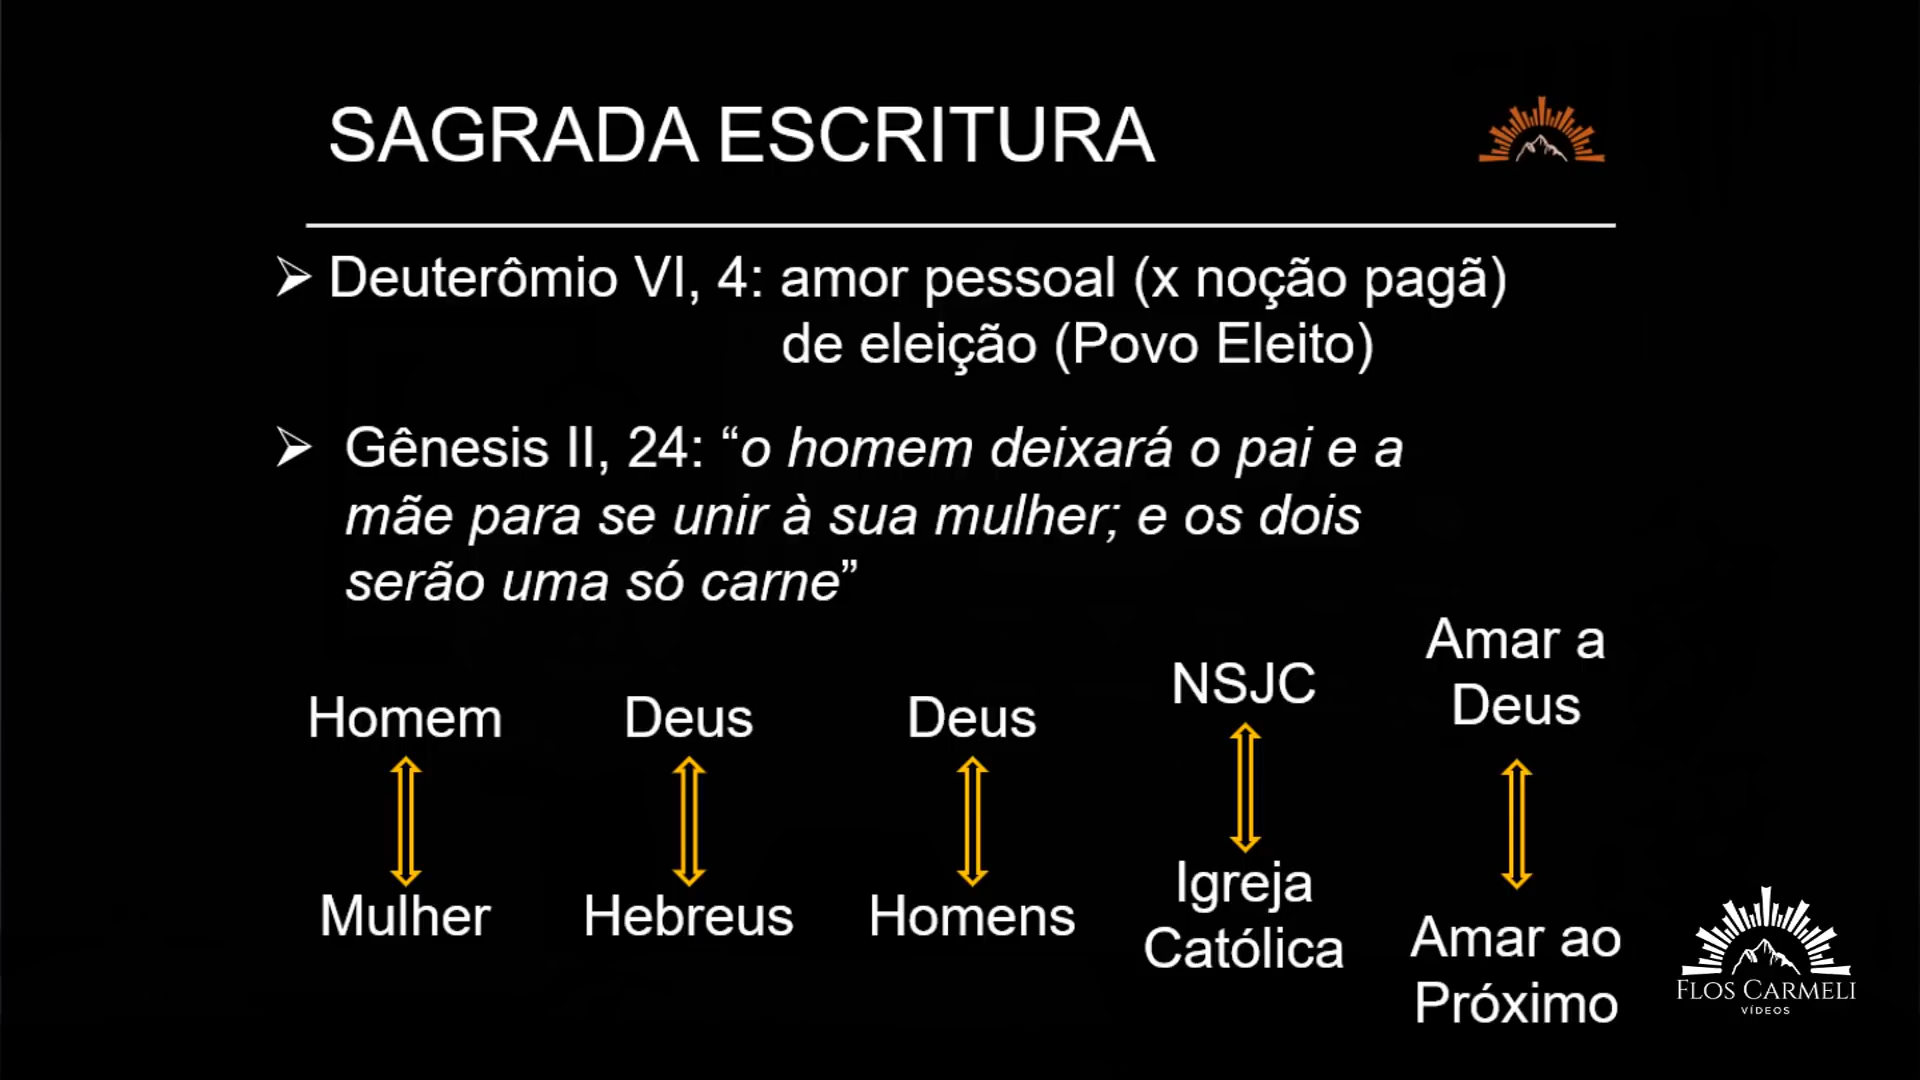 SAGRADA ESCRITURA
➢ Deuterômio VI, 4: amor pessoal (x noção pagã)
de eleição (Povo Eleito)
➢ Gênesis II, 24: “o homem deixará o pai e a
mãe para se unir à sua mulher; e os dois
serão uma só carne”
Homem
Mulher
Deus
Hebreus
Deus
Homens
NSJC
Igreja
Católica
Amar a
Deus
Amar ao
Próximo
FLOS CARMELI
VÍDEOS